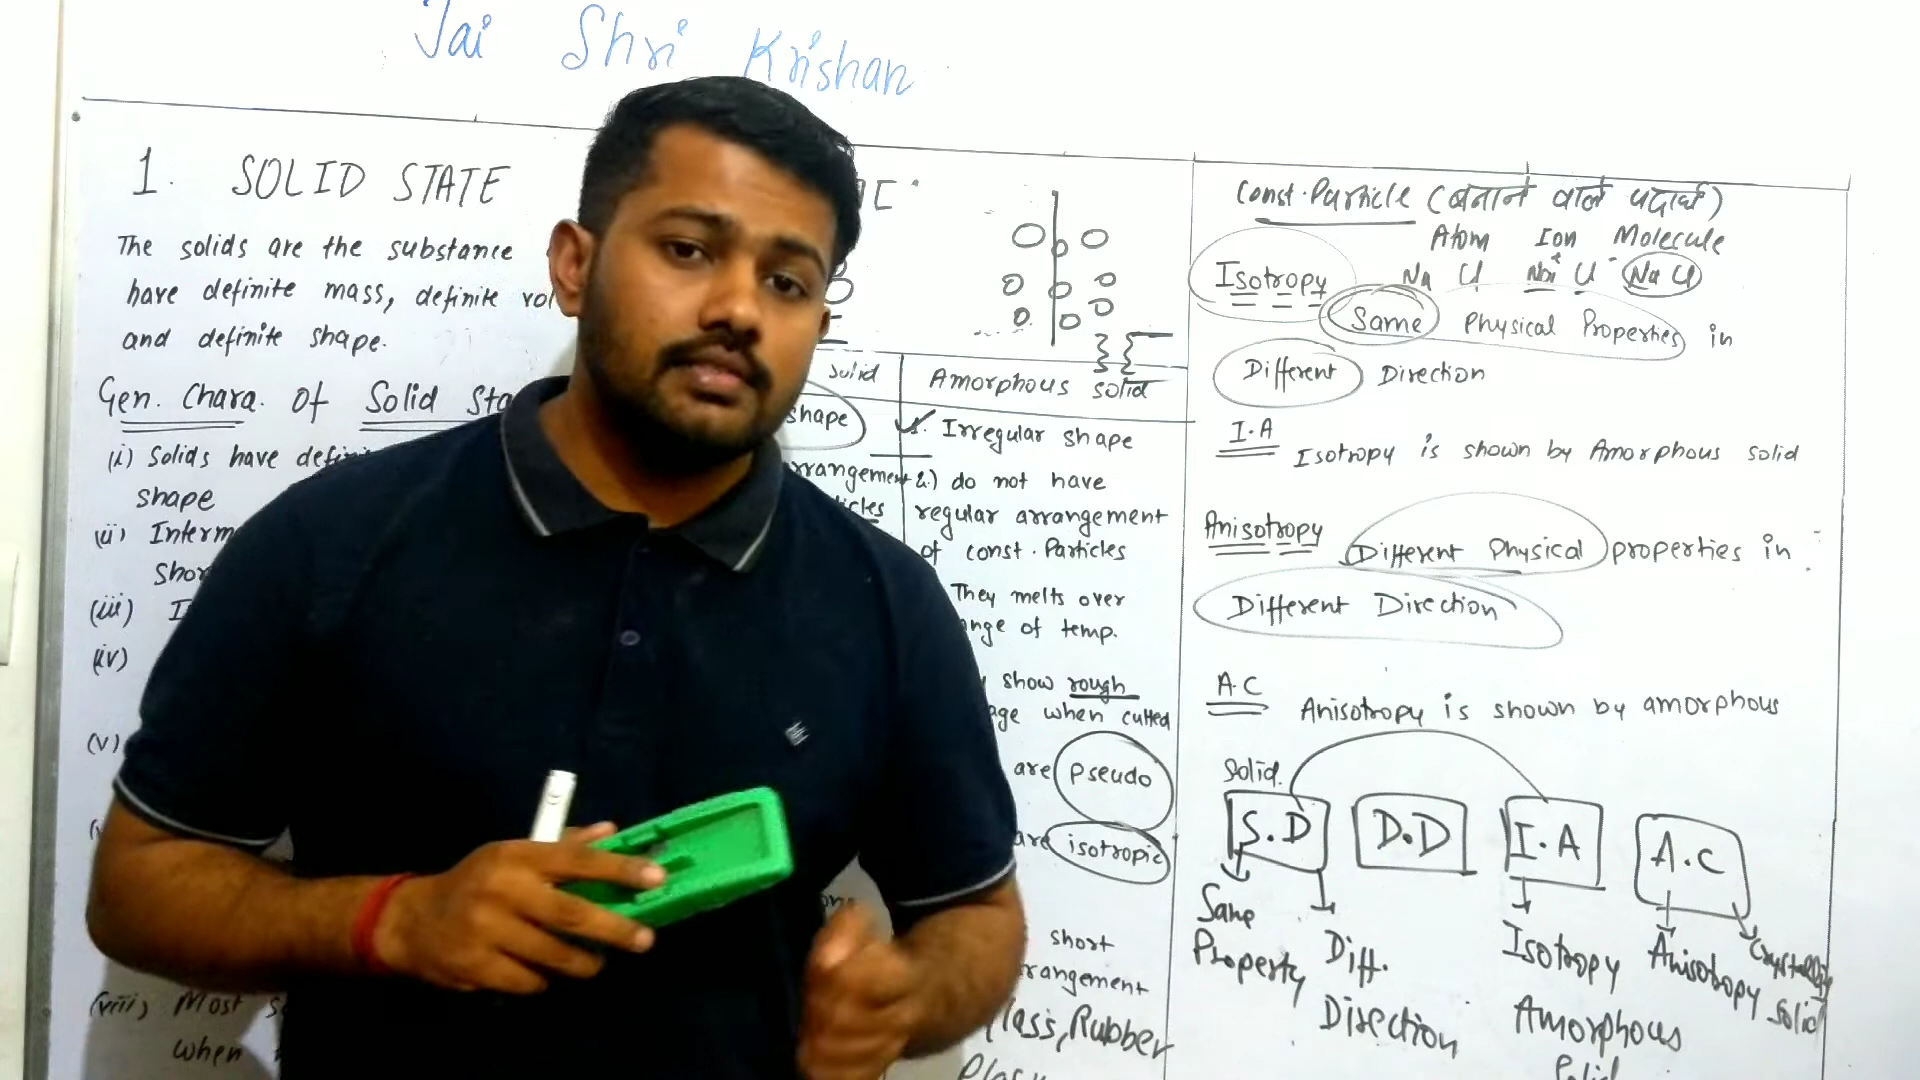 Jai Shri Krishan
1. SOLID STATE
The solids are the substance
have definite mass, definite vol
and definite shape.
Gen. Chara. of Solid Sta
(i) Solids have defin
shape
(ii) Interm
Shor
(iii) I
(iv)
(v)
(viii) Most so
when
solid
Amorphous solid
shape
1. Irregular shape
rrangement
2.) do not have
icles
regular arrangement
of const. Particles
They melts over
nge of temp.
show rough
ge when cutted
are pseudo
are isotropic
short
rrangement
lass, Rubber
Const. Particle (बनाने वाले पदार्थ)
Atom Ion Molecule
Na Cl Na+ Cl- NaCl
Isotropy
Same Physical Properties in
Different Direction
I.A
Isotropy is shown by Amorphous solid
Anisotropy Different Physical properties in
Different Direction
A.C
Anisotropy is shown by amorphous
Solid.
S.D D.D I.A A.C
Same
Property
Diff.
Direction
Isotropy
Amorphous
Solid
Anisotropy
solid